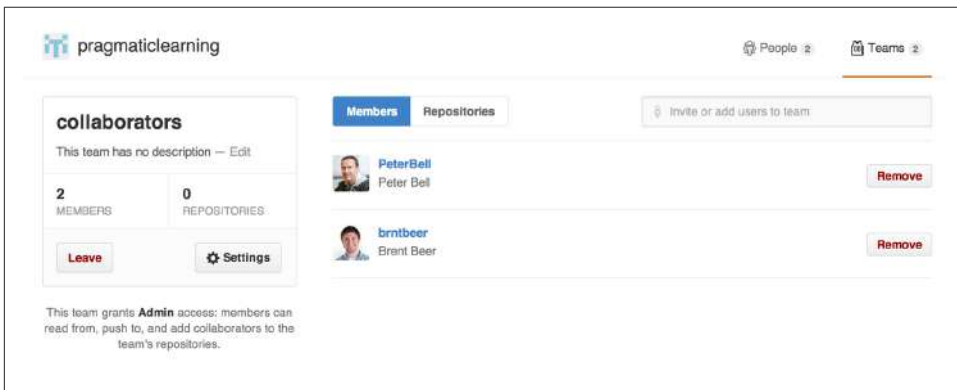 pragmaticlearning
People 2
Teams 2
collaborators
This team has no description — Edit
2
MEMBERS
0
REPOSITORIES
Leave
Settings
This team grants Admin access: members can
read from, push to, and add collaborators to the
team's repositories.
Members
Repositories
Invite or add users to team
PeterBell
Peter Bell
Remove
brntbeer
Brent Beer
Remove